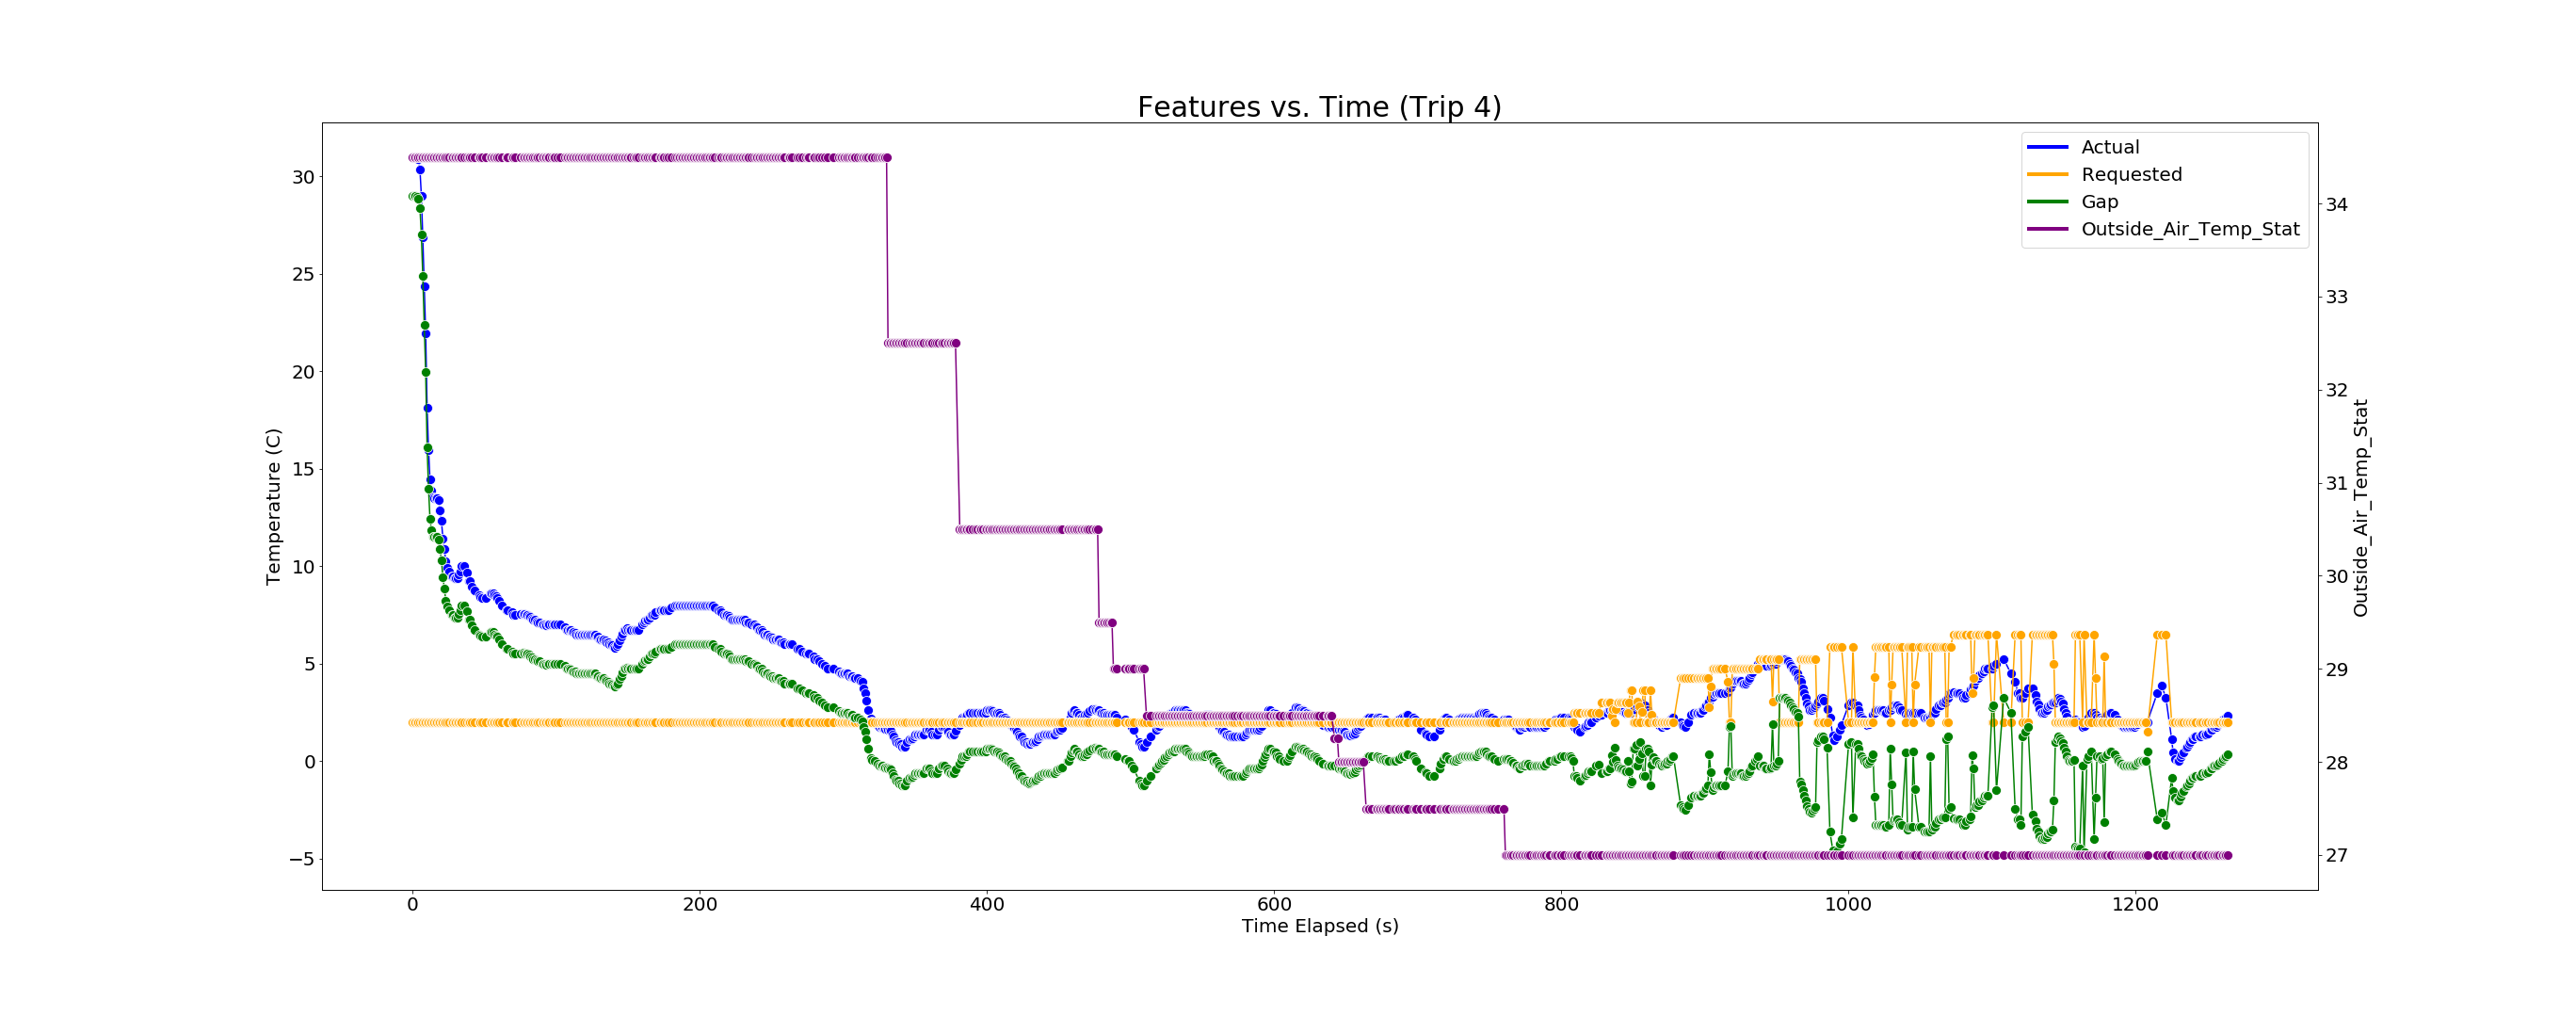 Features vs. Time (Trip 4)
Actual
Requested
Gap
Outside_Air_Temp_Stat
Temperature (C)
30
25
20
15
10
5
0
−5
34
33
32
31
30
29
28
27
Outside_Air_Temp_Stat
0 200 400 600 800 1000 1200
Time Elapsed (s)